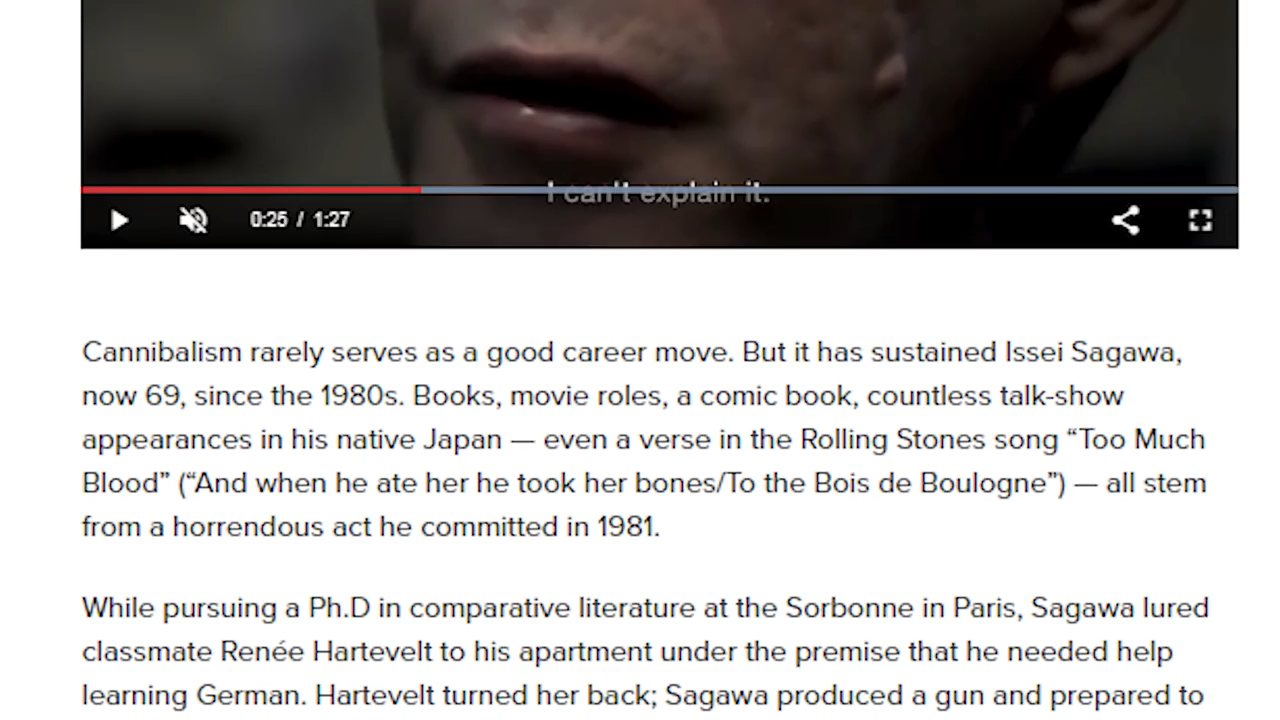 I can't explain it.
0:25 / 1:27
Cannibalism rarely serves as a good career move. But it has sustained Issei Sagawa,
now 69, since the 1980s. Books, movie roles, a comic book, countless talk-show
appearances in his native Japan — even a verse in the Rolling Stones song “Too Much
Blood” (“And when he ate her he took her bones/To the Bois de Boulogne”) — all stem
from a horrendous act he committed in 1981.
While pursuing a Ph.D in comparative literature at the Sorbonne in Paris, Sagawa lured
classmate Renée Hartevelt to his apartment under the premise that he needed help
learning German. Hartevelt turned her back; Sagawa produced a gun and prepared to